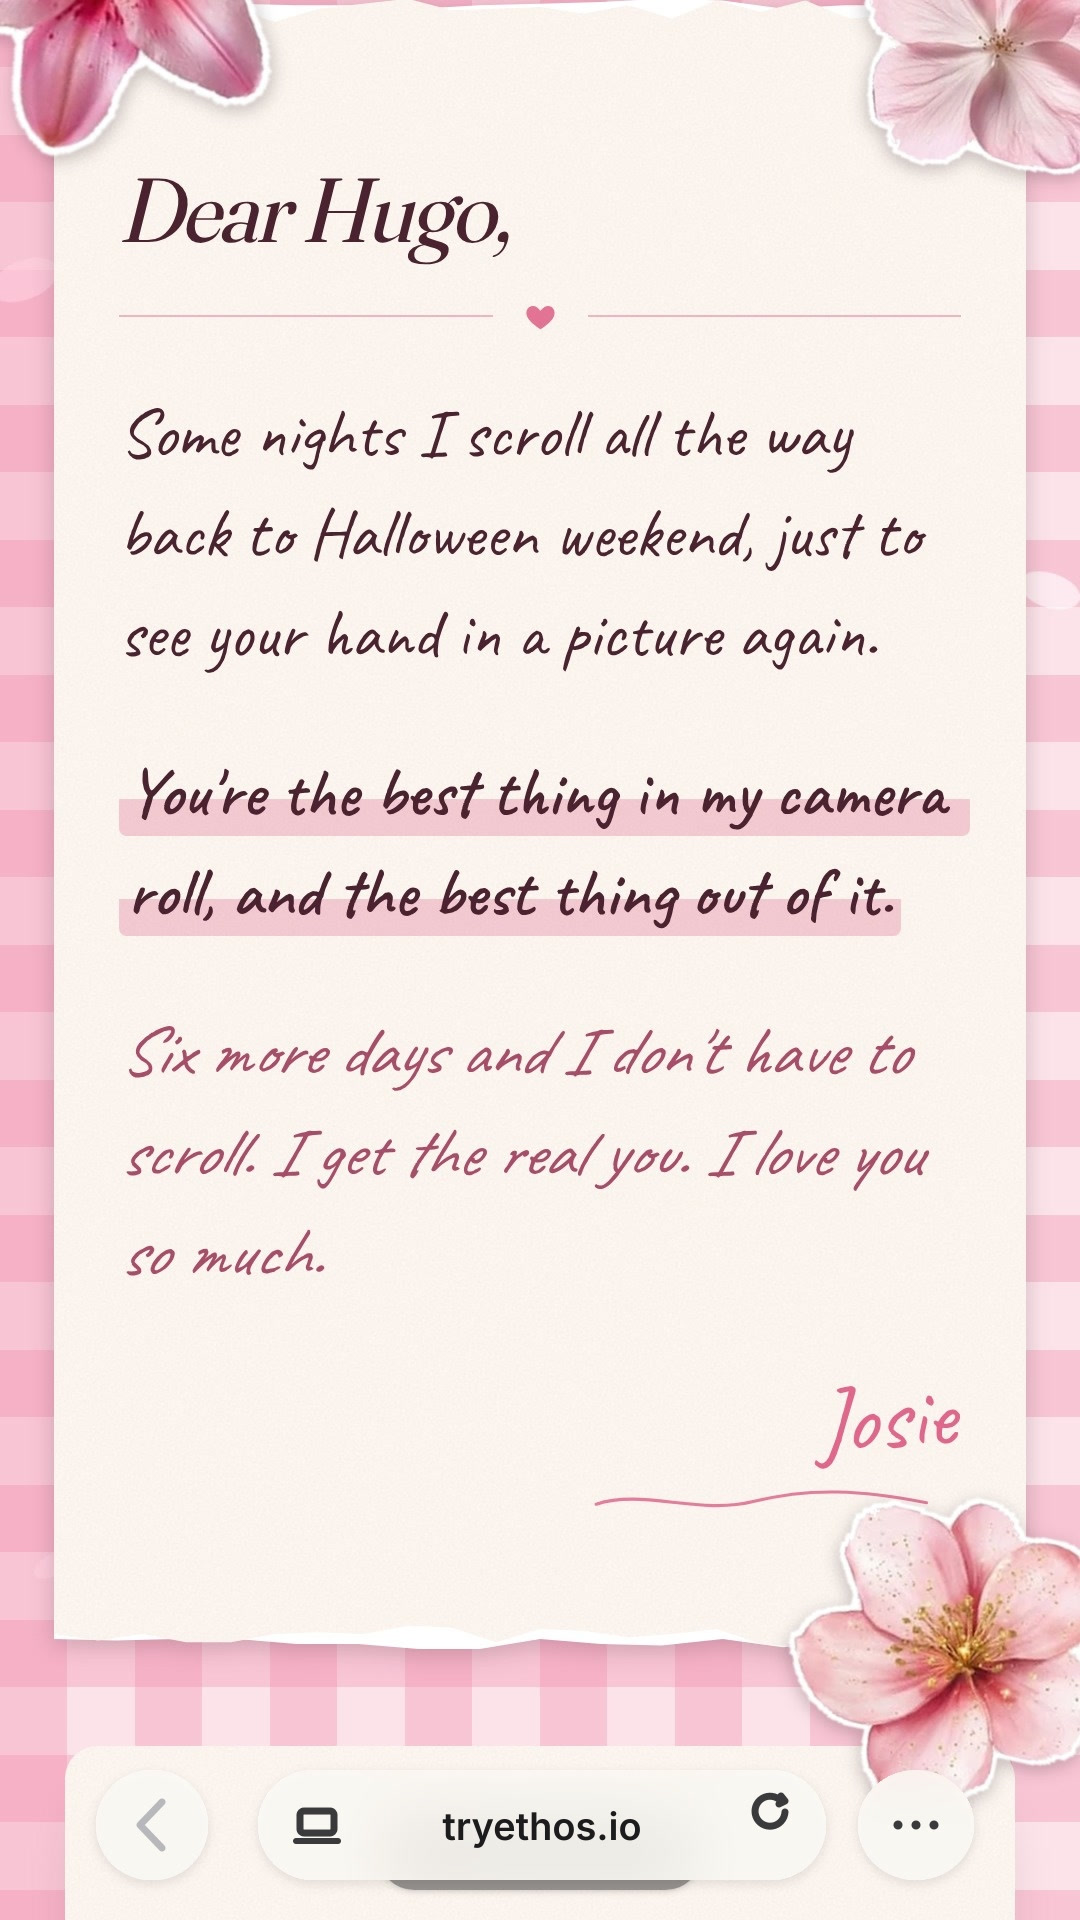 Dear Hugo,
Some nights I scroll all the way
back to Halloween weekend, just to
see your hand in a picture again.
You're the best thing in my camera
roll, and the best thing out of it.
Six more days and I don't have to
scroll. I get the real you. I love you
so much.
Josie
tryethos.io